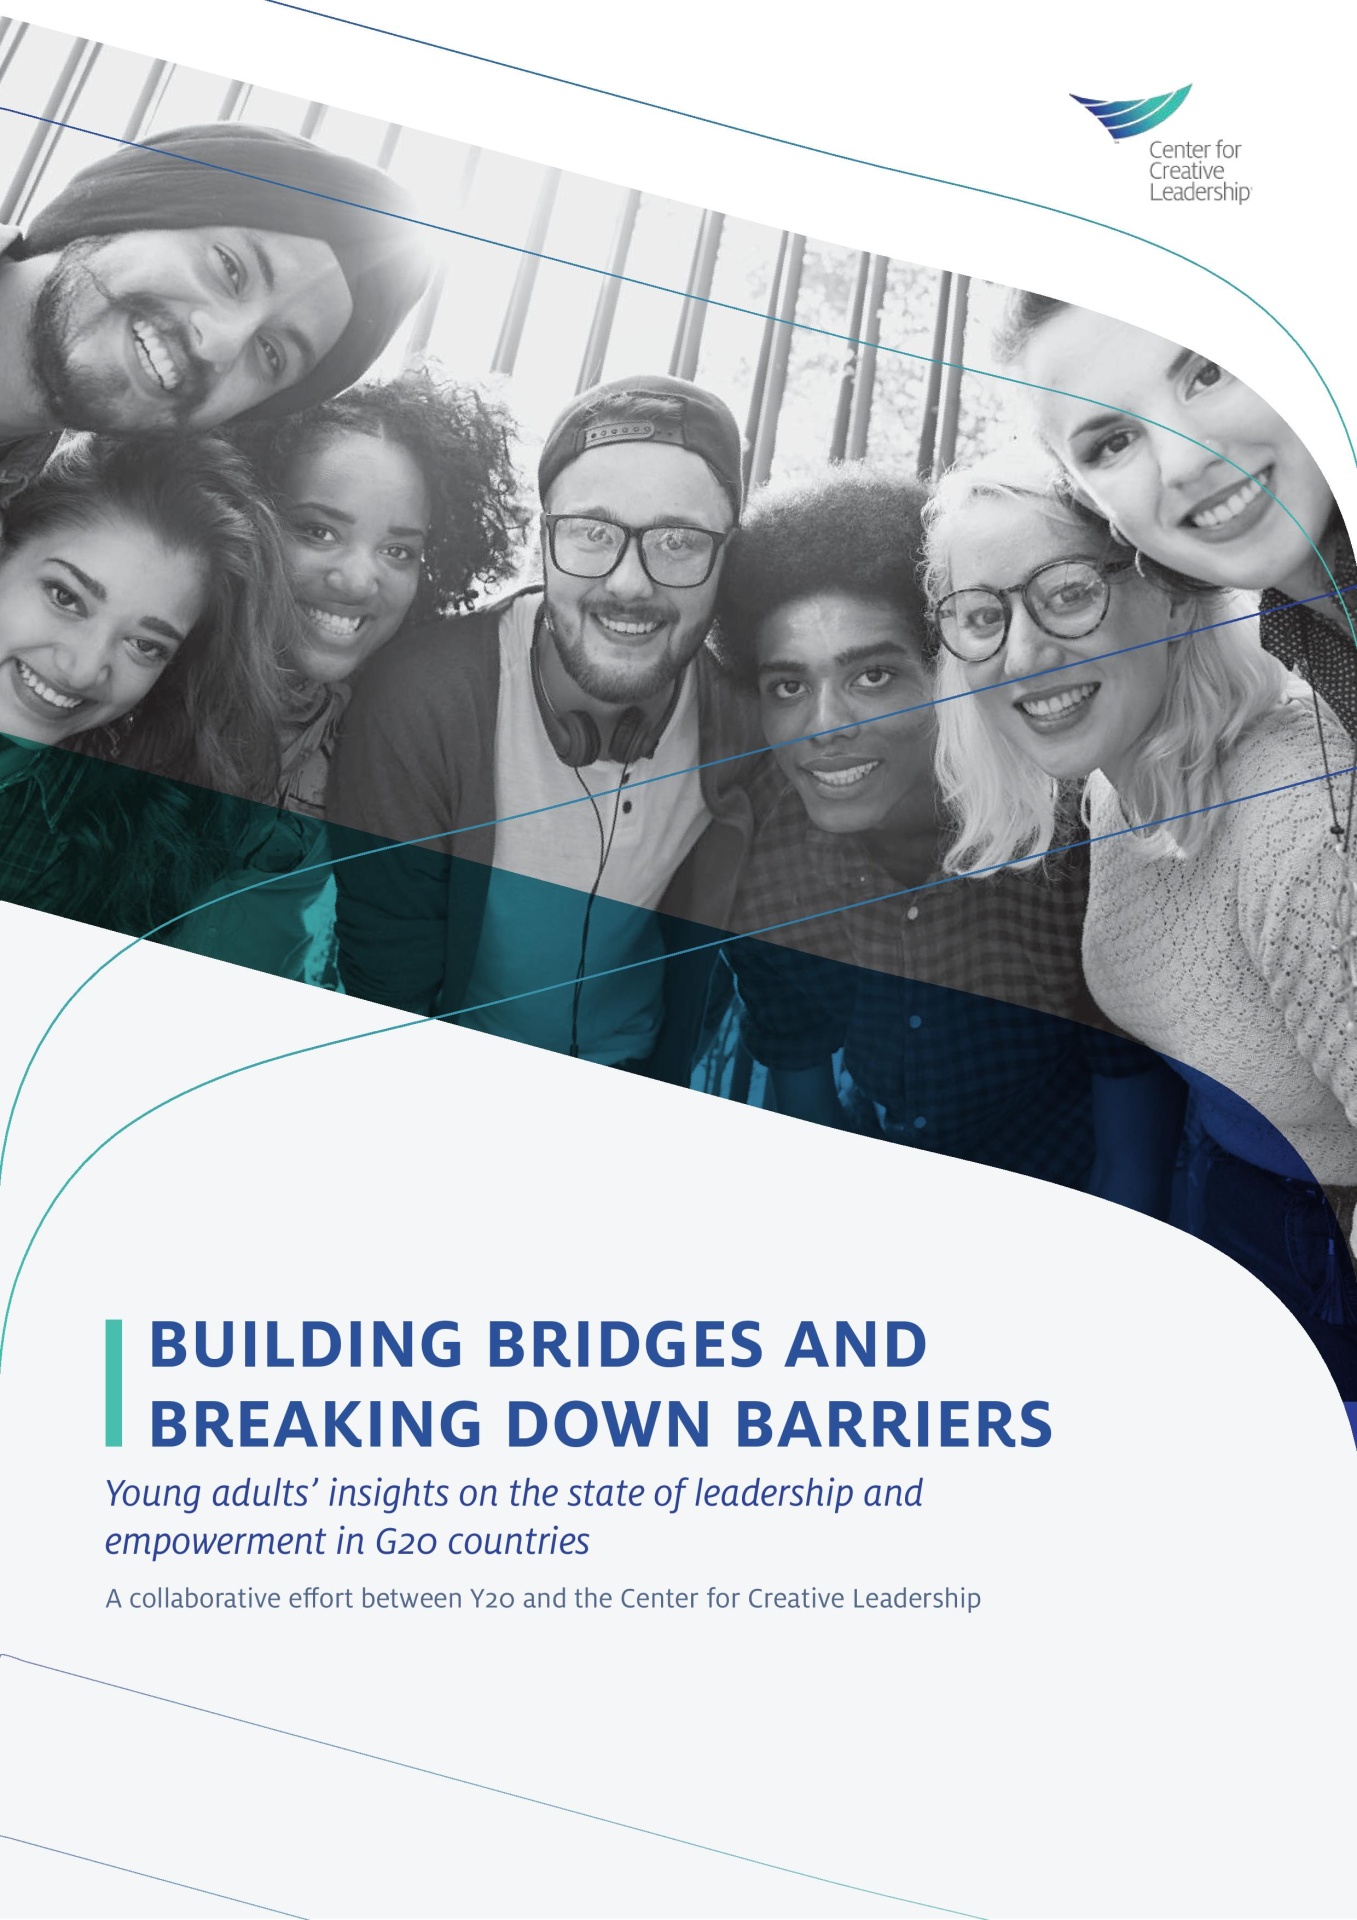 Center for
Creative
Leadership
BUILDING BRIDGES AND
BREAKING DOWN BARRIERS
Young adults’ insights on the state of leadership and
empowerment in G20 countries
A collaborative effort between Y20 and the Center for Creative Leadership